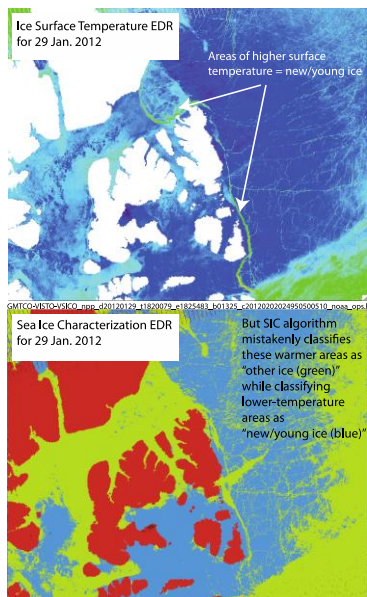 Ice Surface Temperature EDR
for 29 Jan. 2012
Areas of higher surface
temperature = new/young ice
GMTCO-VISTO-VSICO_npp_d20120129_t1820079_e1825483_b01325_c20120202024950500510_noaa_ops.h
Sea Ice Characterization EDR
for 29 Jan. 2012
But SIC algorithm
mistakenly classifies
these warmer areas as
“other ice (green)”
while classifying
lower-temperature
areas as
“new/young ice (blue)”